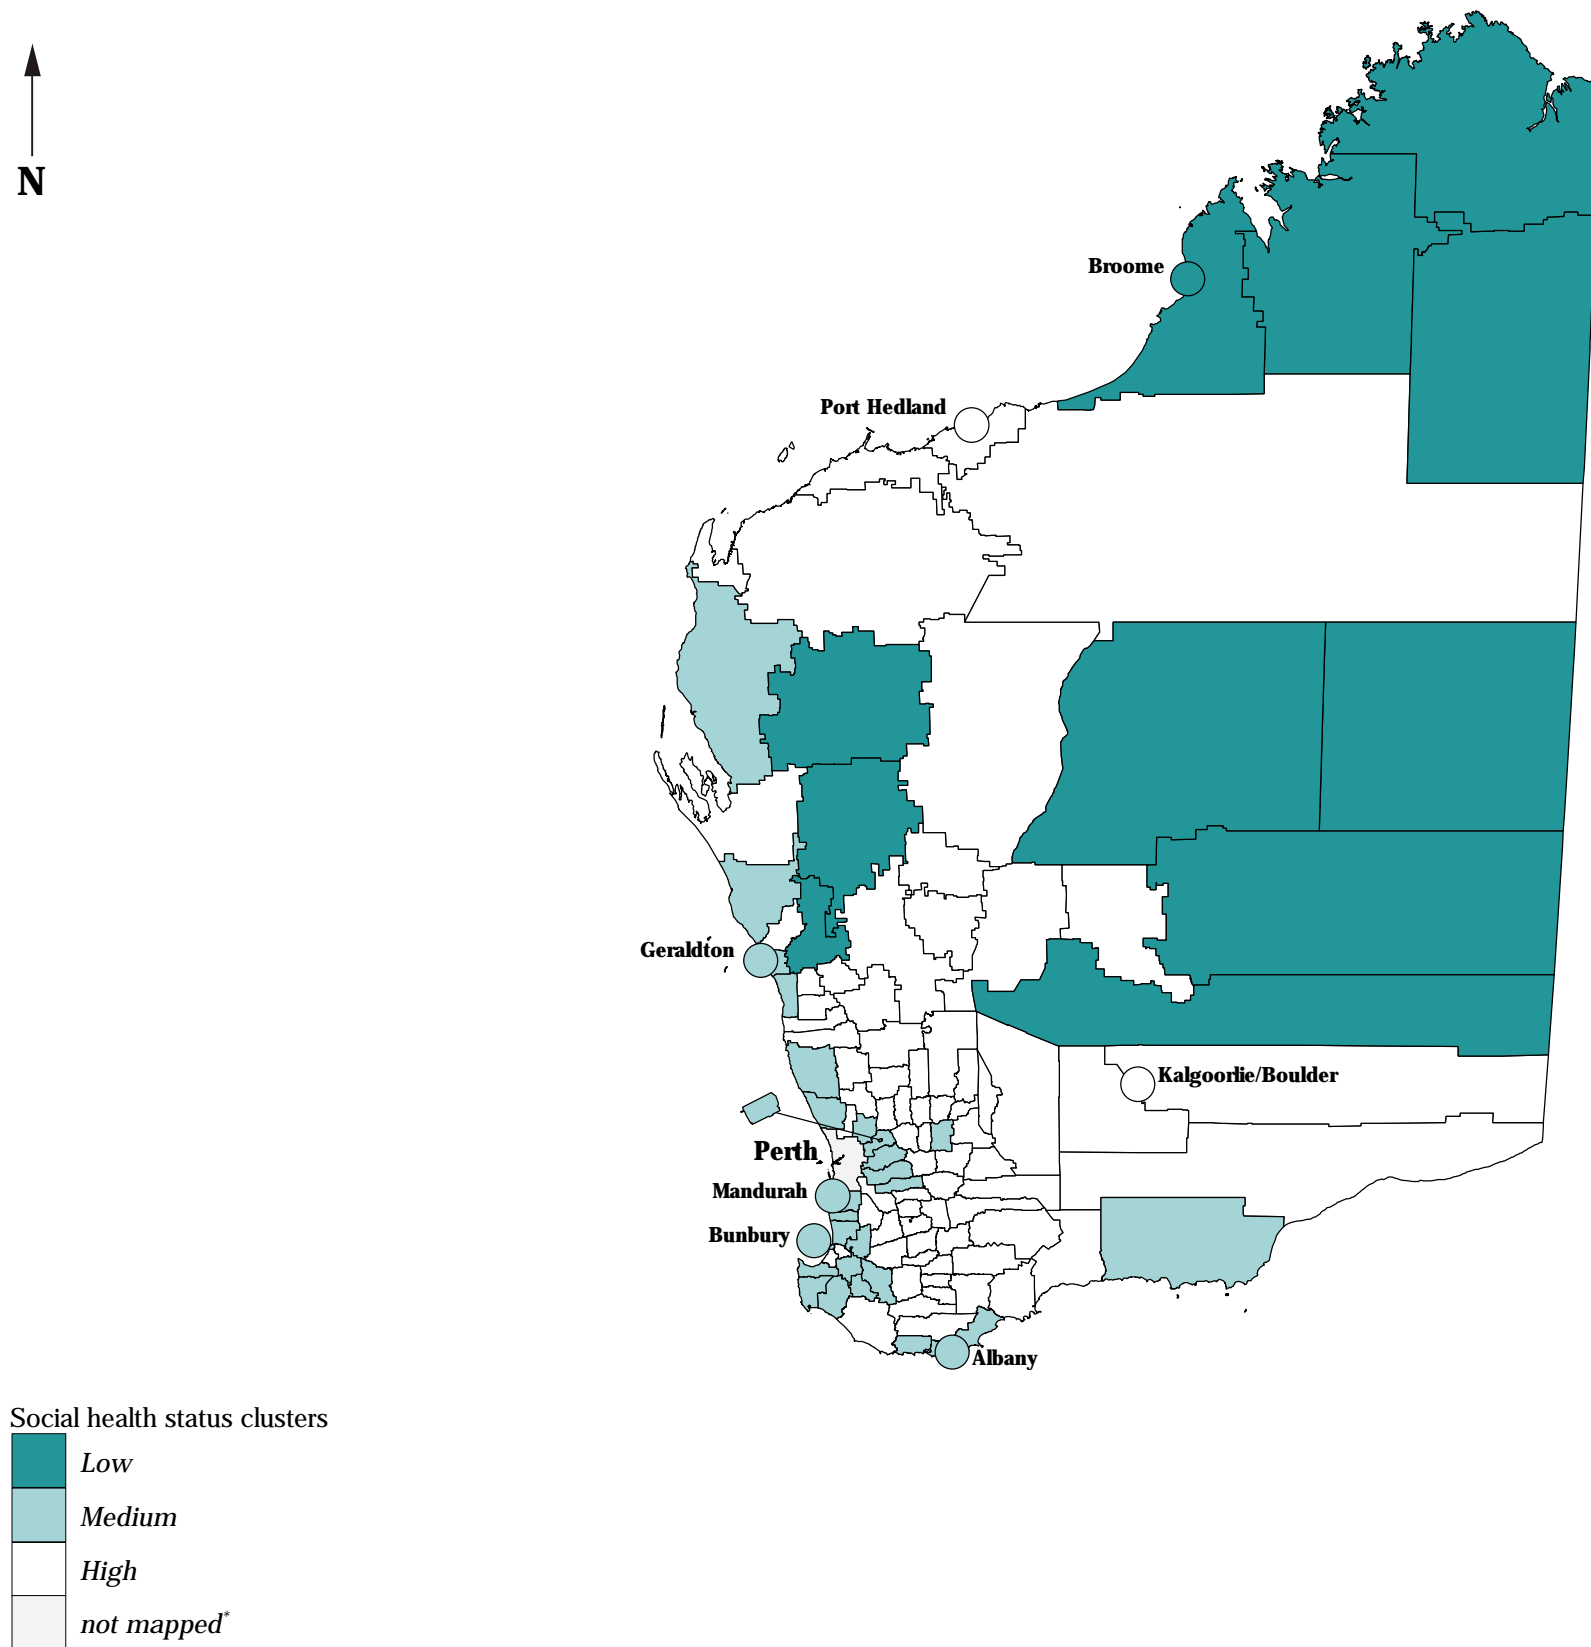 N
Broome
Port Hedland
Geraldton
Kalgoorlie/Boulder
Perth
Mandurah
Bunbury
Albany
Social health status clusters
Low
Medium
High
not mapped*